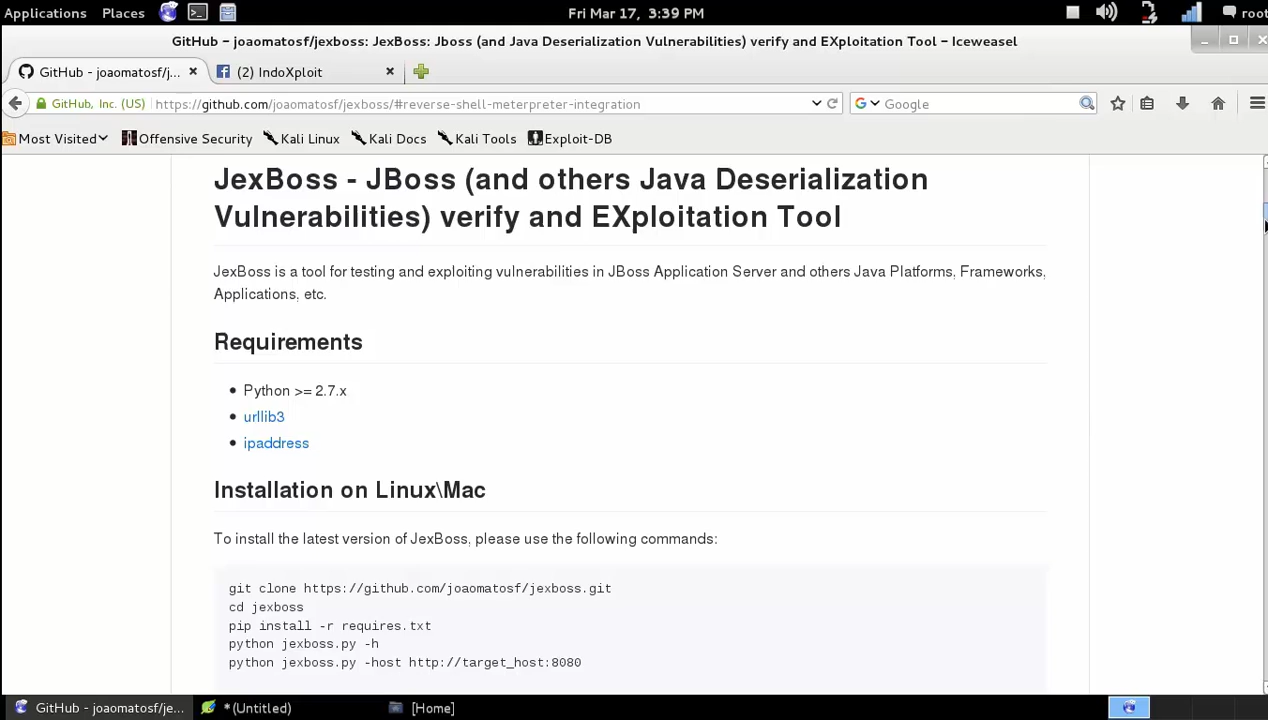 Applications Places Fri Mar 17, 3:39 PM root
GitHub - joaomatosf/jexboss: JexBoss: Jboss (and Java Deserialization Vulnerabilities) verify and EXploitation Tool - Iceweasel
GitHub - joaomatosf/j... (2) IndoXploit
GitHub, Inc. (US) https://github.com/joaomatosf/jexboss/#reverse-shell-meterpreter-integration Google
Most Visited Offensive Security Kali Linux Kali Docs Kali Tools Exploit-DB
JexBoss - JBoss (and others Java Deserialization
Vulnerabilities) verify and EXploitation Tool
JexBoss is a tool for testing and exploiting vulnerabilities in JBoss Application Server and others Java Platforms, Frameworks,
Applications, etc.
Requirements
• Python >= 2.7.x
• urllib3
• ipaddress
Installation on Linux\Mac
To install the latest version of JexBoss, please use the following commands:
git clone https://github.com/joaomatosf/jexboss.git
cd jexboss
pip install -r requires.txt
python jexboss.py -h
python jexboss.py -host http://target_host:8080
GitHub - joaomatosf/je... *(Untitled) [Home]